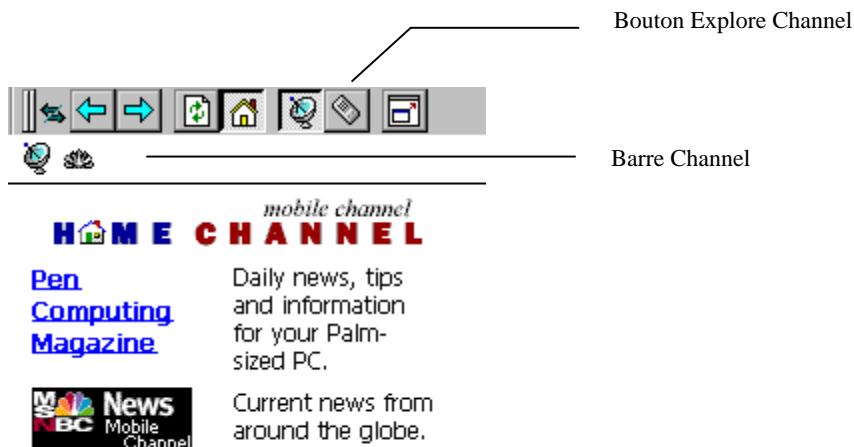 Bouton Explore Channel
Barre Channel
mobile channel
HOME CHANNEL
Pen
Computing
Magazine
Daily news, tips
and information
for your Palm-
sized PC.
MSNBC News
Mobile
Channel
Current news from
around the globe.